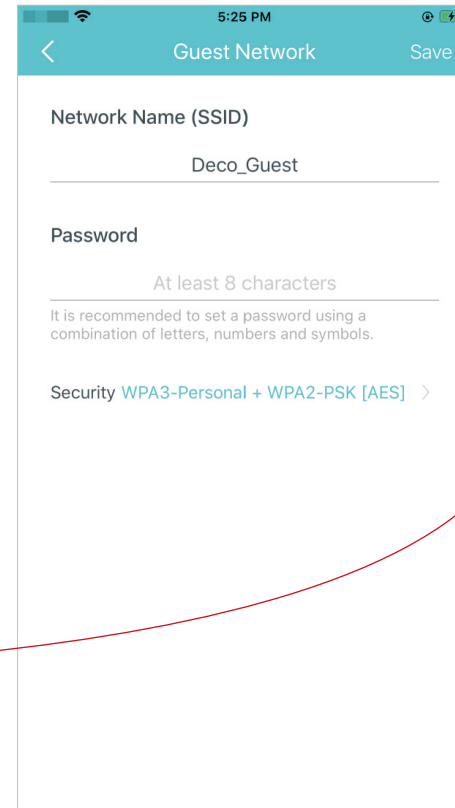 5:25 PM
Guest Network Save
Network Name (SSID)
Deco_Guest
Password
At least 8 characters
It is recommended to set a password using a
combination of letters, numbers and symbols.
Security WPA3-Personal + WPA2-PSK [AES]